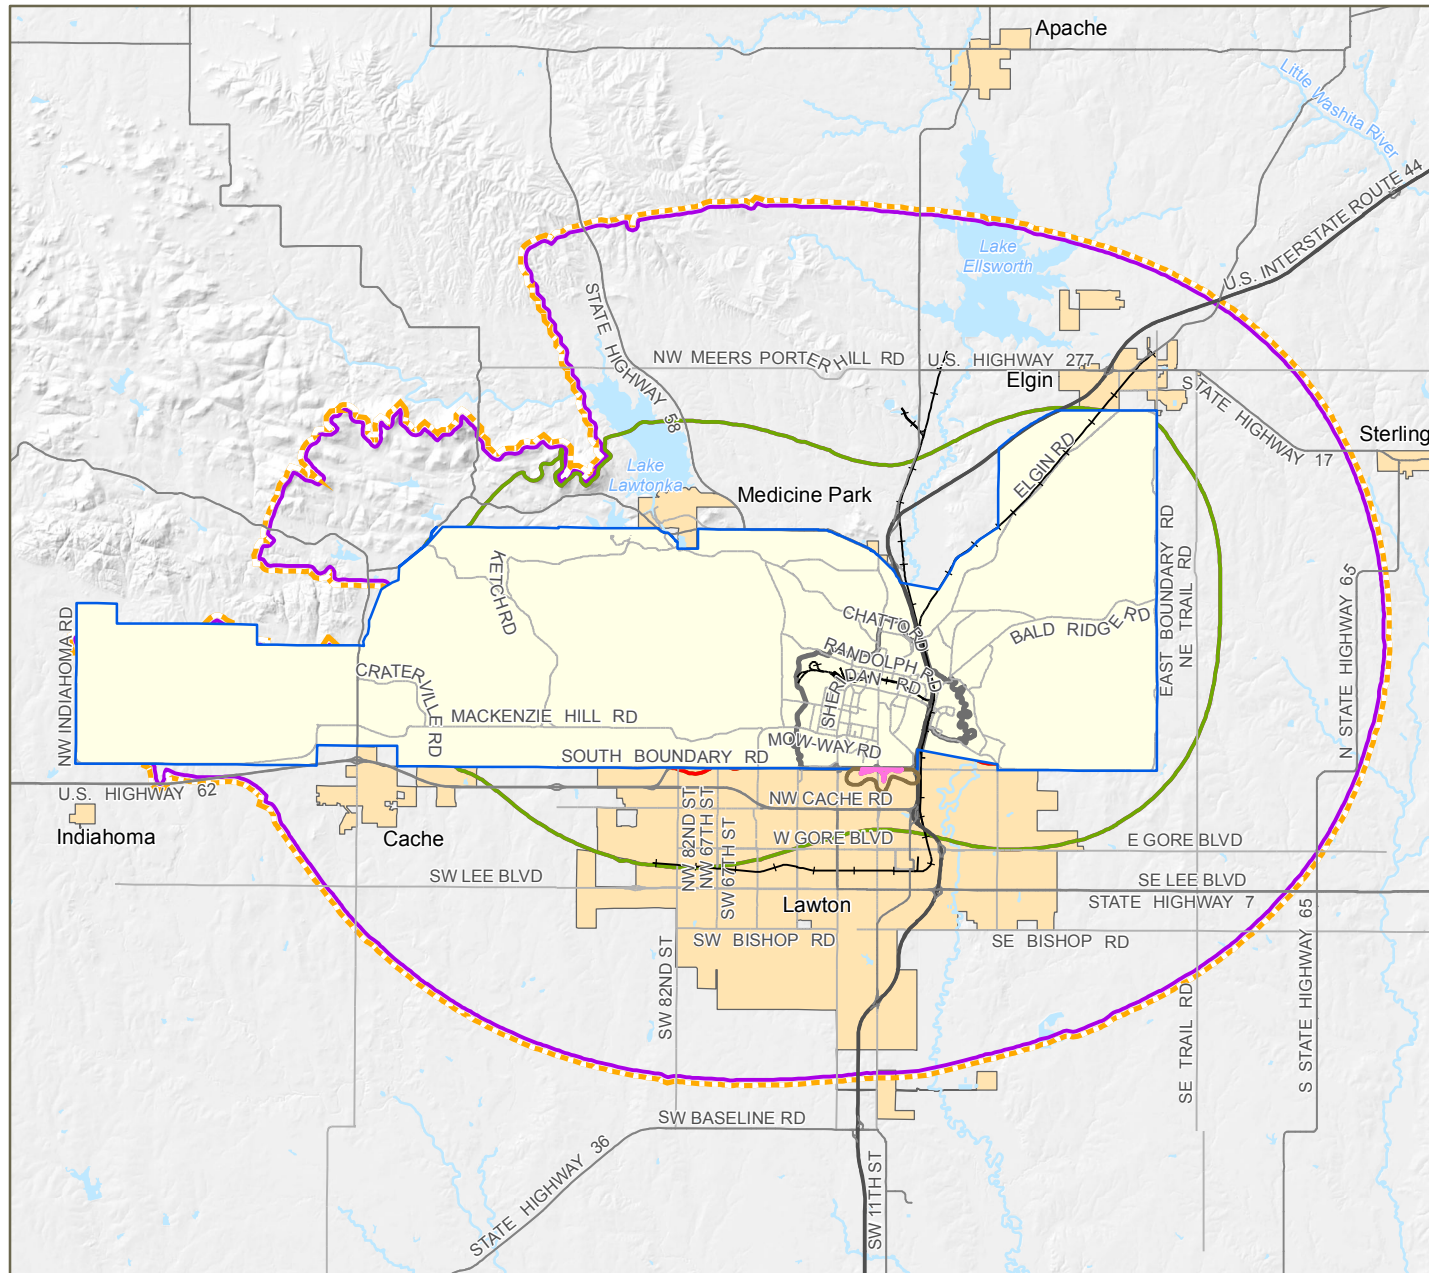 Apache
Little Washita River
U.S. INTERSTATE ROUTE 44
Lake
Ellsworth
STATE HIGHWAY 58
NW MEERS PORTER HILL RD
U.S. HIGHWAY 277
Elgin
STATE HIGHWAY 17
Sterling
ELGIN RD
Lake
Lawtonka
Medicine Park
KETCH RD
EAST BOUNDARY RD
NE TRAIL RD
N STATE HIGHWAY 65
NW INDIAHOMA RD
CHATTO RD
BALD RIDGE RD
RANDOLPH RD
SHERIDAN RD
CRATERVILLE RD
MACKENZIE HILL RD
MOW-WAY RD
SOUTH BOUNDARY RD
U.S. HIGHWAY 62
NW 82ND ST
NW 67TH ST
NW CACHE RD
Indiahoma
Cache
W GORE BLVD
E GORE BLVD
SW 67TH ST
SW LEE BLVD
SE LEE BLVD
STATE HIGHWAY 7
Lawton
SW BISHOP RD
SE BISHOP RD
SW 82ND ST
SE TRAIL RD
S STATE HIGHWAY 65
SW BASELINE RD
STATE HIGHWAY 36
SW 11TH ST